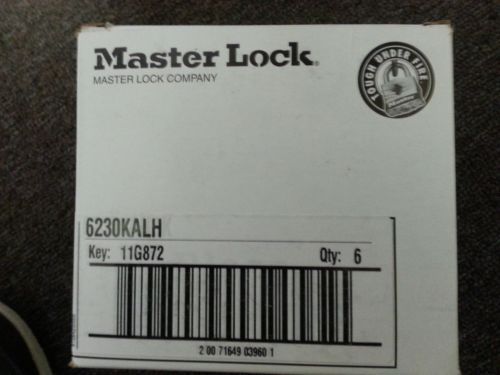 Master Lock®
MASTER LOCK COMPANY
TOUGH UNDER FIRE
6230KALH
Key: 11G872
Qty: 6
2 00 71649 03960 1